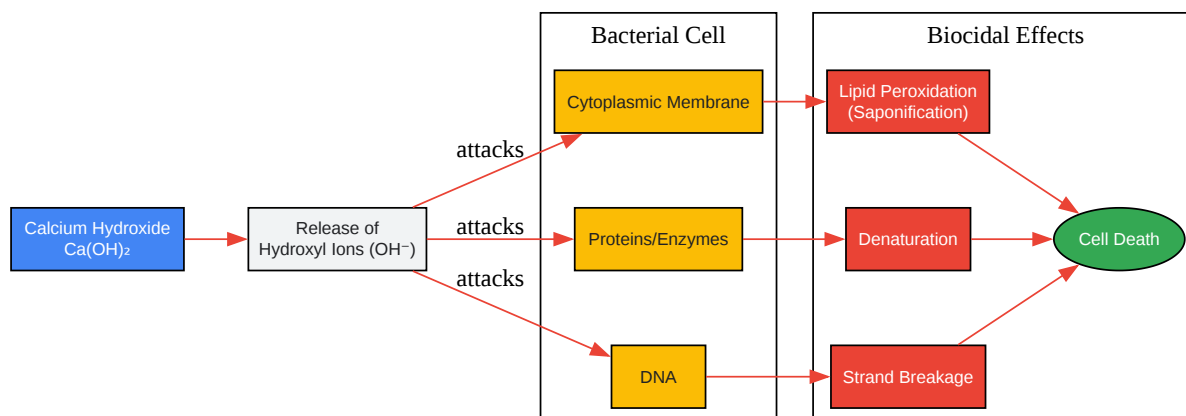 Bacterial Cell
Biocidal Effects
Calcium Hydroxide
Ca(OH)₂
Release of
Hydroxyl Ions (OH⁻)
attacks
attacks
attacks
Cytoplasmic Membrane
Proteins/Enzymes
DNA
Lipid Peroxidation
(Saponification)
Denaturation
Strand Breakage
Cell Death